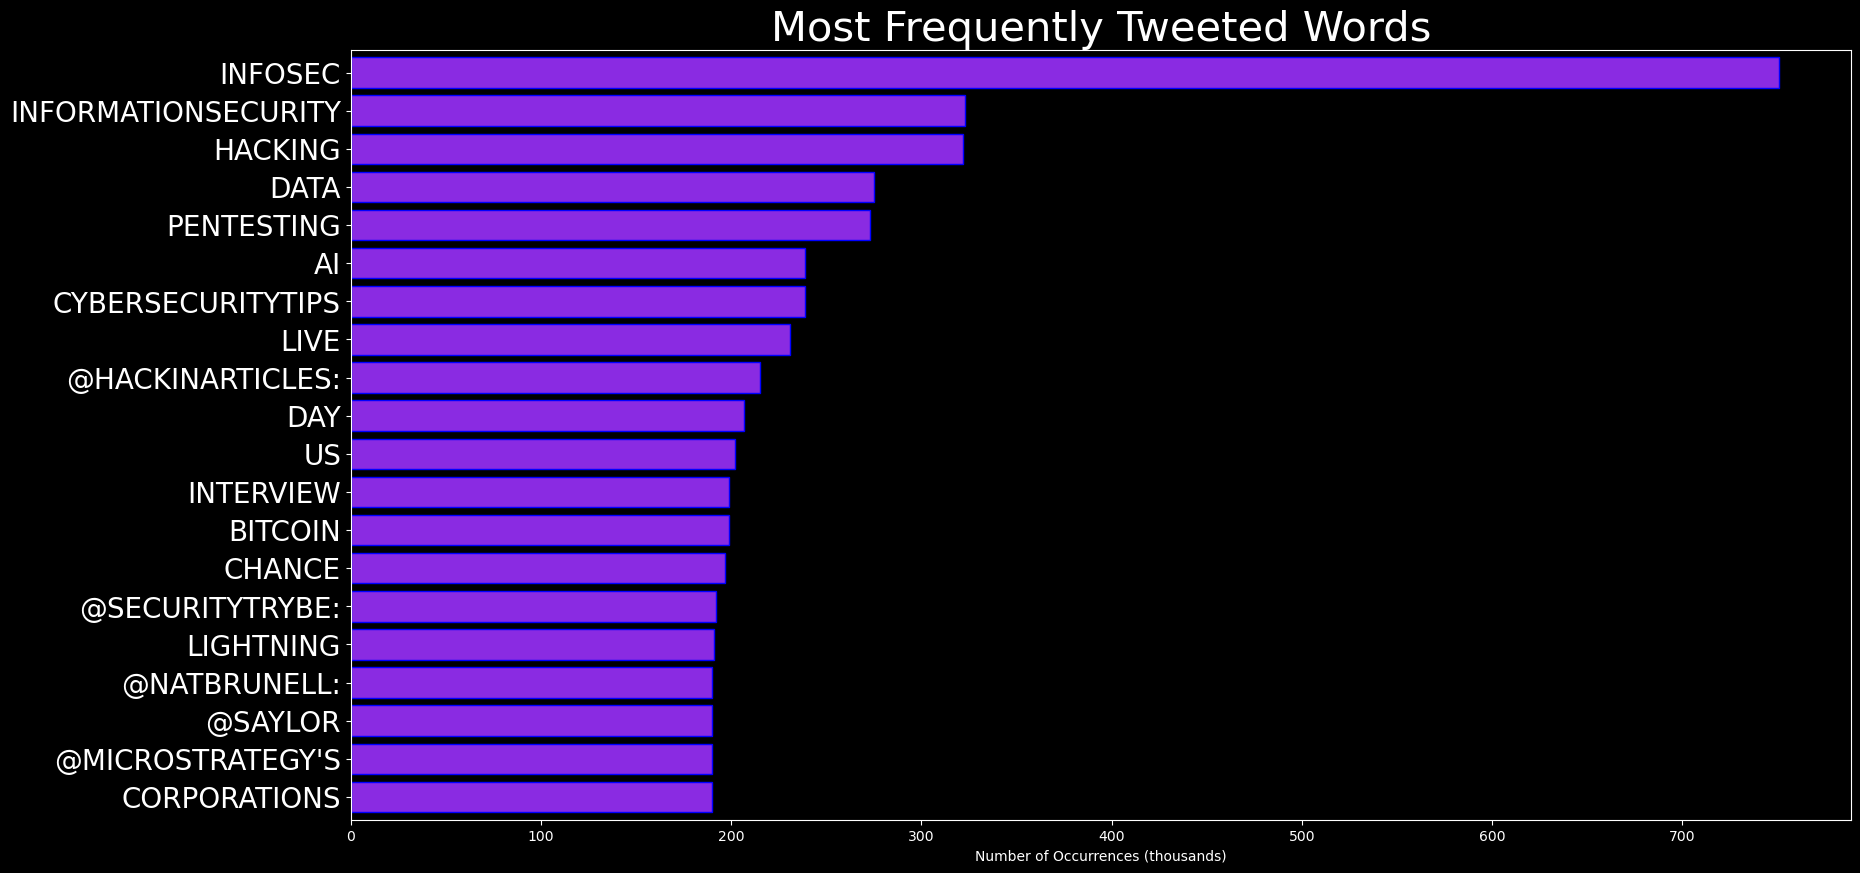 Most Frequently Tweeted Words
INFOSEC
INFORMATIONSECURITY
HACKING
DATA
PENTESTING
AI
CYBERSECURITYTIPS
LIVE
@HACKINARTICLES:
DAY
US
INTERVIEW
BITCOIN
CHANCE
@SECURITYTRYBE:
LIGHTNING
@NATBRUNELL:
@SAYLOR
@MICROSTRATEGY'S
CORPORATIONS
0 100 200 300 400 500 600 700
Number of Occurrences (thousands)